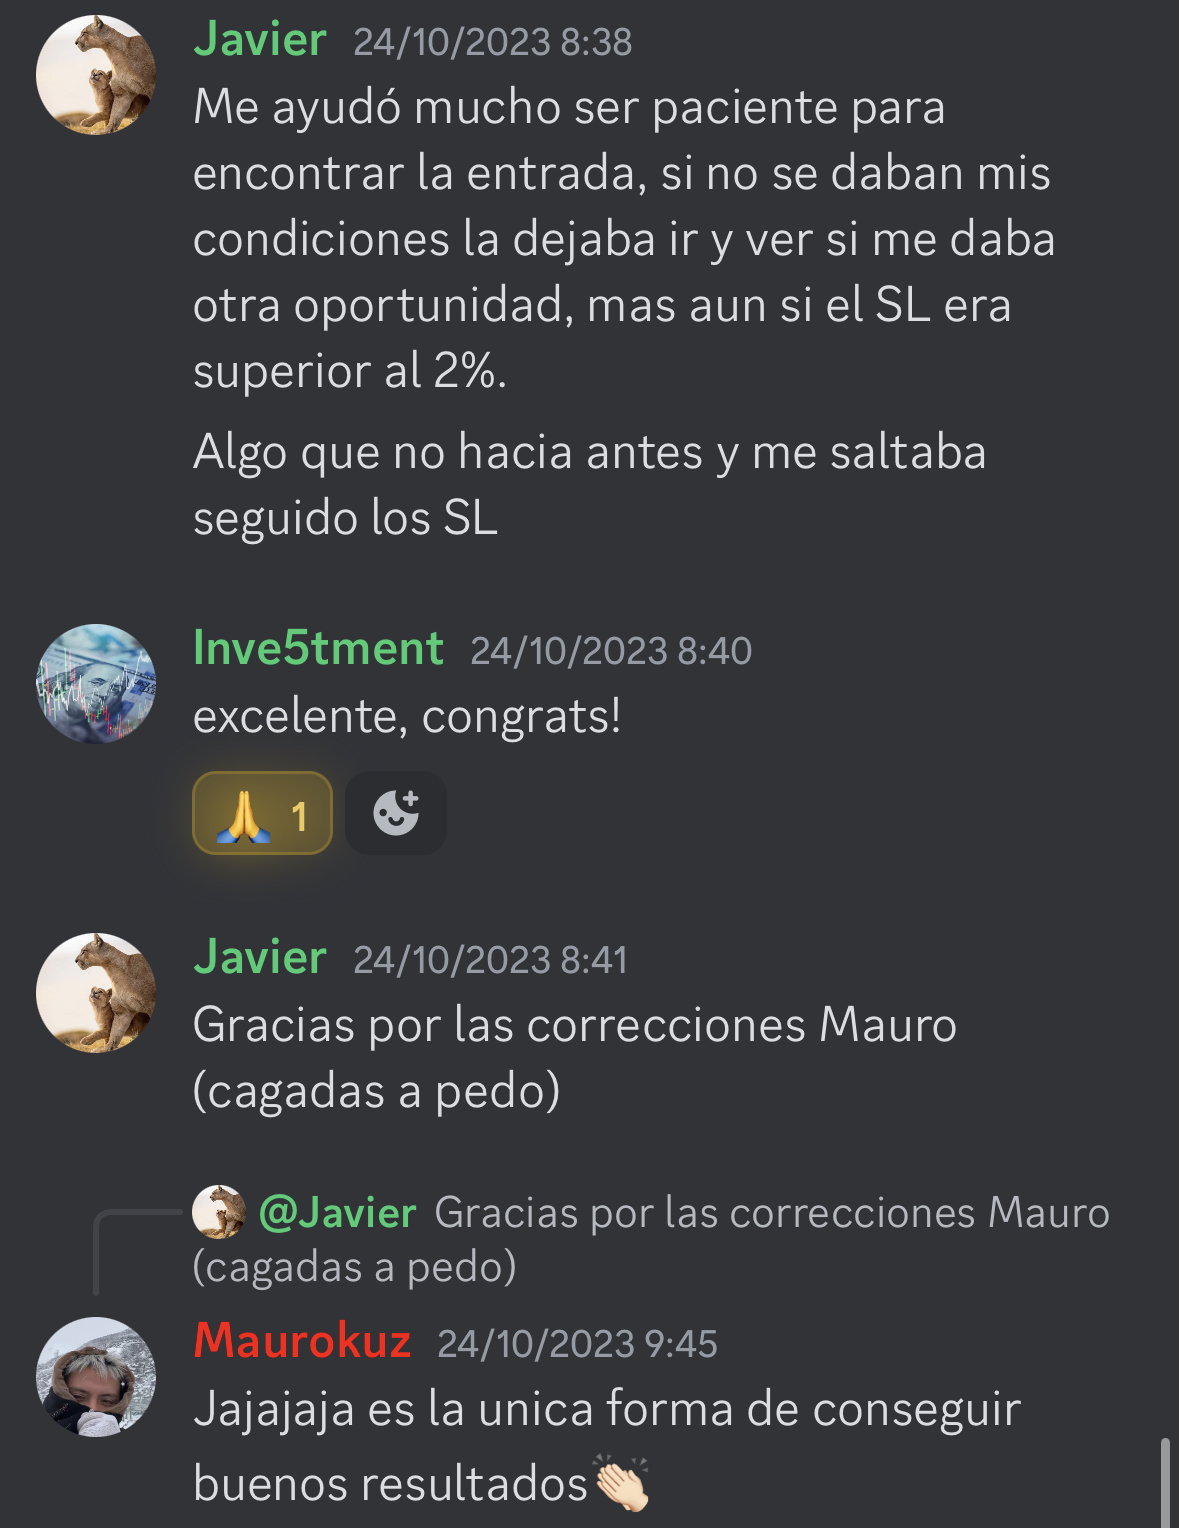 Javier 24/10/2023 8:38
Me ayudó mucho ser paciente para
encontrar la entrada, si no se daban mis
condiciones la dejaba ir y ver si me daba
otra oportunidad, mas aun si el SL era
superior al 2%.
Algo que no hacia antes y me saltaba
seguido los SL
Inve5tment 24/10/2023 8:40
excelente, congrats!
🙏 1
Javier 24/10/2023 8:41
Gracias por las correcciones Mauro
(cagadas a pedo)
@Javier Gracias por las correcciones Mauro
(cagadas a pedo)
Maurokuz 24/10/2023 9:45
Jajajaja es la unica forma de conseguir
buenos resultados👏🏻